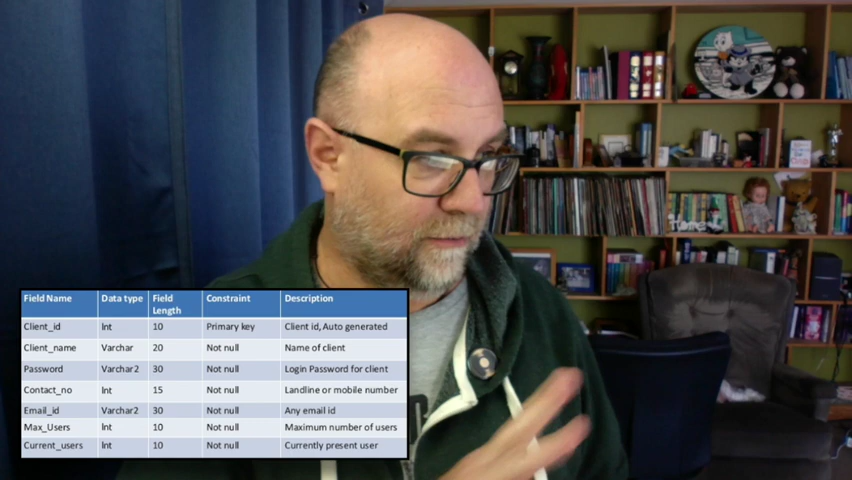 Field Name Data type Field Length Constraint Description
Client_id Int 10 Primary key Client id, Auto generated
Client_name Varchar 20 Not null Name of client
Password Varchar2 30 Not null Login Password for client
Contact_no Int 15 Not null Landline or mobile number
Email_id Varchar2 30 Not null Any email id
Max_Users Int 10 Not null Maximum number of users
Current_users Int 10 Not null Currently present user